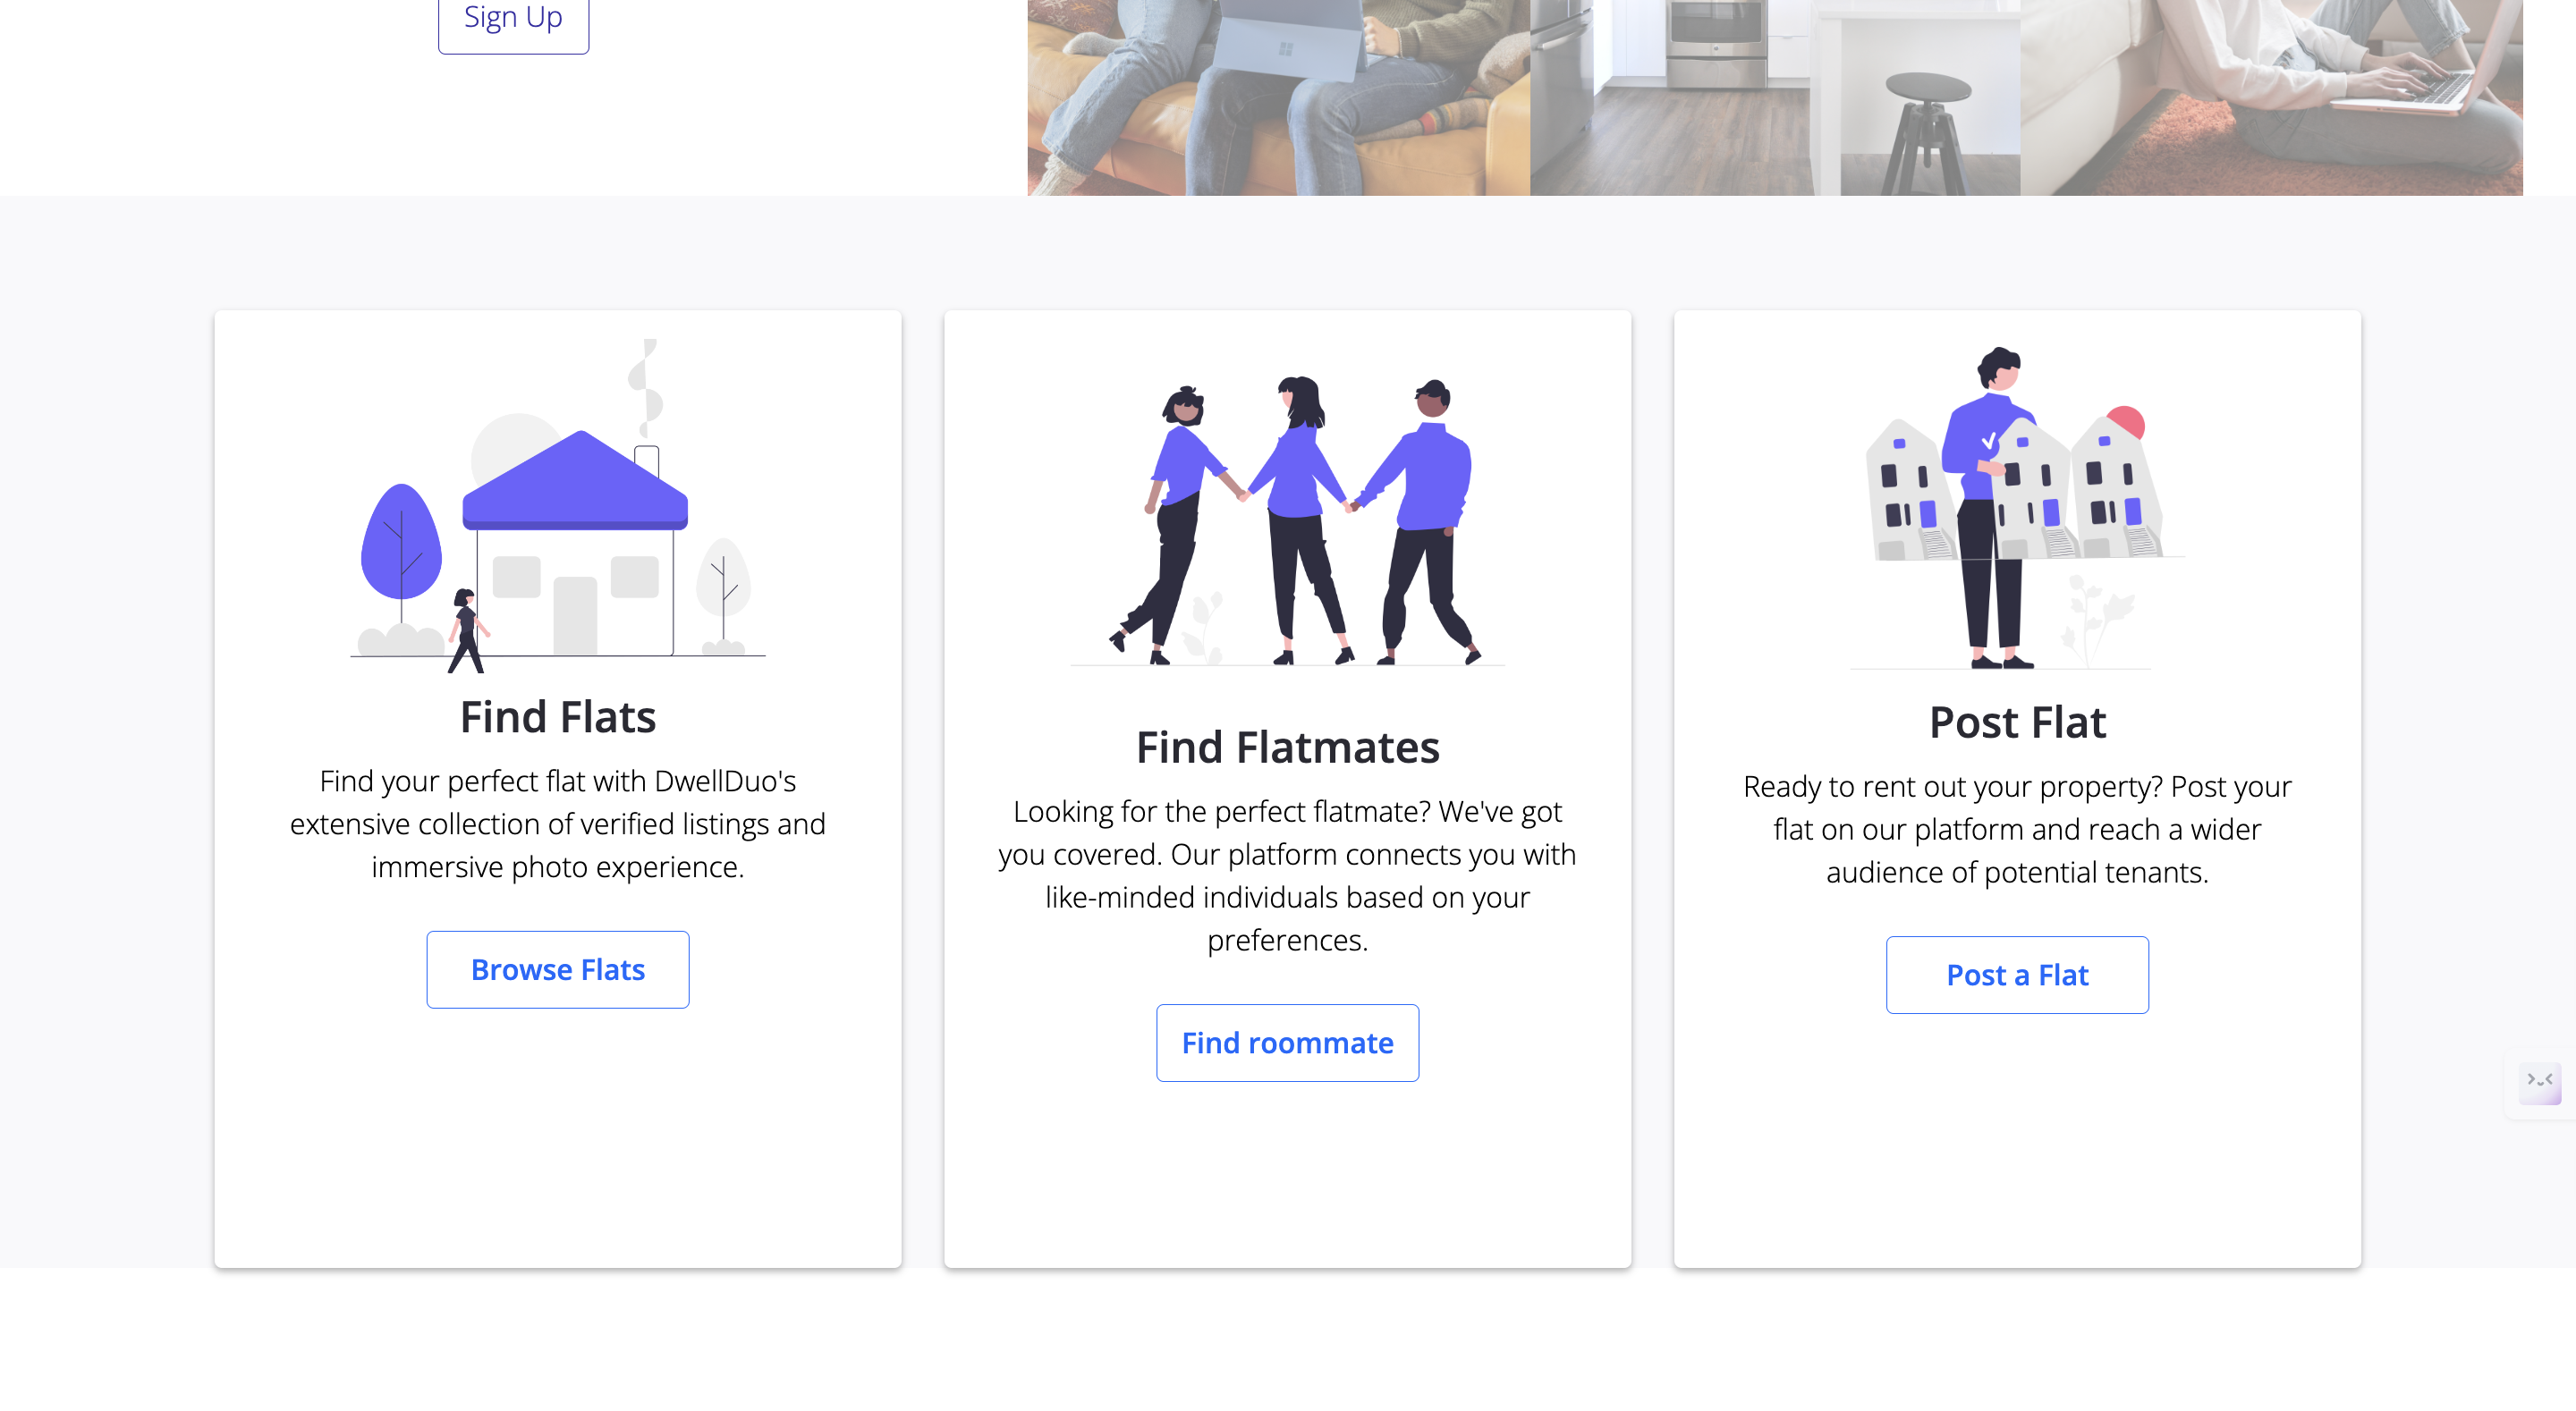 Sign Up
Find Flats
Find your perfect flat with DwellDuo's
extensive collection of verified listings and
immersive photo experience.
Browse Flats
Find Flatmates
Looking for the perfect flatmate? We've got
you covered. Our platform connects you with
like-minded individuals based on your
preferences.
Find roommate
Post Flat
Ready to rent out your property? Post your
flat on our platform and reach a wider
audience of potential tenants.
Post a Flat